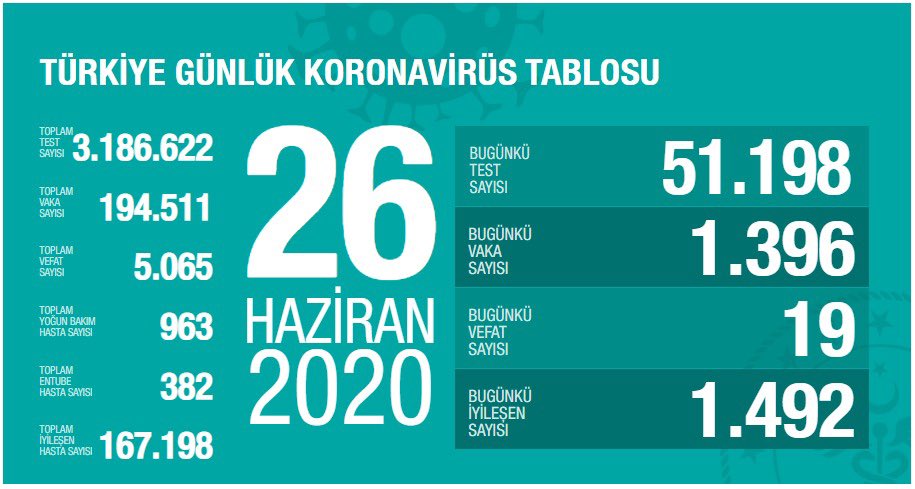 TÜRKİYE GÜNLÜK KORONAVİRÜS TABLOSU
TOPLAM
TEST
SAYISI 3.186.622
TOPLAM
VAKA
SAYISI 194.511
TOPLAM
VEFAT
SAYISI 5.065
TOPLAM
YOĞUN BAKIM
HASTA SAYISI 963
TOPLAM
ENTUBE
HASTA SAYISI 382
TOPLAM
İYİLEŞEN
HASTA SAYISI 167.198
26
HAZİRAN
2020
BUGÜNKÜ
TEST
SAYISI 51.198
BUGÜNKÜ
VAKA
SAYISI 1.396
BUGÜNKÜ
VEFAT
SAYISI 19
BUGÜNKÜ
İYİLEŞEN
SAYISI 1.492